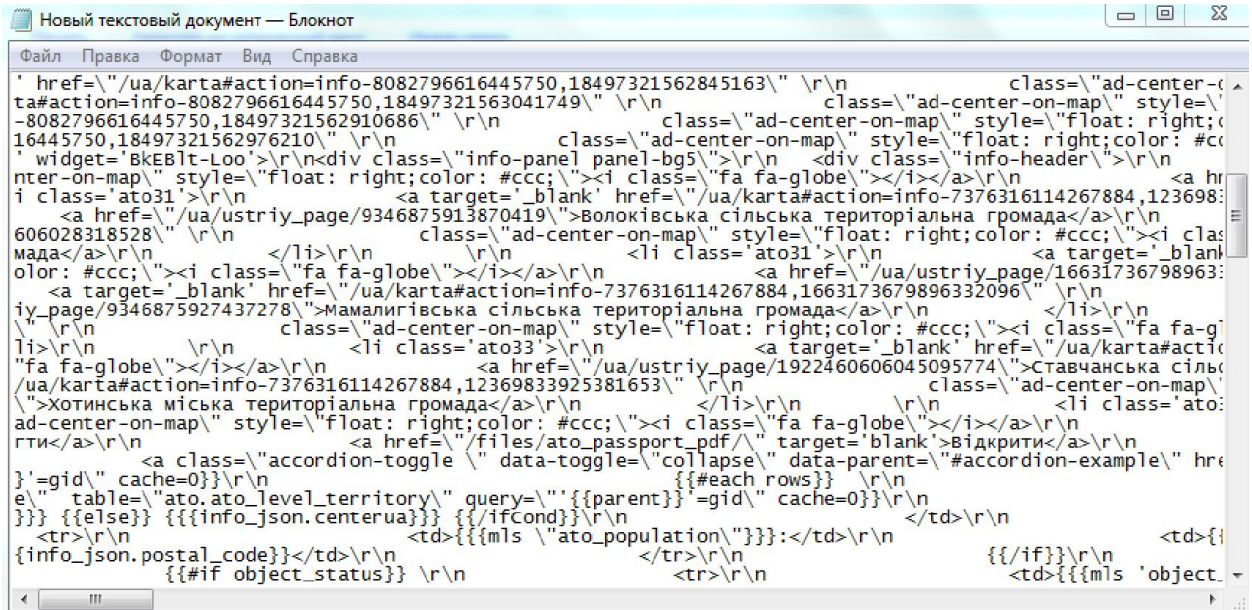 Новый текстовый документ — Блокнот
Файл Правка Формат Вид Справка
' href=\"/ua/karta#action=info-8082796616445750,18497321562845163\" \r\n class=\"ad-center-
ta#action=info-8082796616445750,18497321563041749\" \r\n class=\"ad-center-on-map\" style=\"
-8082796616445750,18497321562910686\" \r\n class=\"ad-center-on-map\" style=\"float: right;
16445750,18497321562976210\" \r\n class=\"ad-center-on-map\" style=\"float: right;color: #cc
' widget='BkEBlt-Loo'>\r\n<div class=\"info-panel panel-bg5\">\r\n <div class=\"info-header\">\r\n
nter-on-map\" style=\"float: right;color: #ccc;\"><i class=\"fa fa-globe\"></i></a>\r\n <a hr
i class='ato31'>\r\n <a target='_blank' href=\"/ua/karta#action=info-7376316114267884,123698
<a href=\"/ua/ustriy_page/9346875913870419\">Волоківська сільська територіальна громада</a>\r\n
606028318528\" \r\n class=\"ad-center-on-map\" style=\"float: right;color: #ccc;\"><i clas
мада</a>\r\n </li>\r\n \r\n <li class='ato31'>\r\n <a target='_blank
olor: #ccc;\"><i class=\"fa fa-globe\"></i></a>\r\n <a href=\"/ua/ustriy_page/16631736798963
<a target='_blank' href=\"/ua/karta#action=info-7376316114267884,1663173679896332096\" \r\n
iy_page/9346875927437278\">Мамалигівська сільська територіальна громада</a>\r\n </li>\r\n
\" \r\n class=\"ad-center-on-map\" style=\"float: right;color: #ccc;\"><i class=\"fa fa-gl
li>\r\n \r\n <li class='ato33'>\r\n <a target='_blank' href=\"/ua/karta#actio
"fa fa-globe\"></i></a>\r\n <a href=\"/ua/ustriy_page/1922460606045095774\">Ставчанська сільс
/ua/karta#action=info-7376316114267884,12369833925381653\" \r\n class=\"ad-center-on-map\"
\">Хотинська міська територіальна громада</a>\r\n </li>\r\n \r\n <li class='ato
ad-center-on-map\" style=\"float: right;color: #ccc;\"><i class=\"fa fa-globe\"></i></a>\r\n
гти</a>\r\n <a href=\"/files/ato_passport_pdf/\" target='blank'>Відкрити</a>\r\n
<a class=\"accordion-toggle \" data-toggle=\"collapse\" data-parent=\"#accordion-example\" hre
}'=gid\" cache=0}}\r\n {{#each rows}} \r\n
e\" table=\"ato.ato_level_territory\" query=\"'{{parent}}'=gid\" cache=0}}\r\n
}}} {{else}} {{{info_json.centerua}}} {{/ifCond}}\r\n </td>\r\n
<tr>\r\n <td>{{{mls \"ato_population\"}}}:</td>\r\n <td>{
{info_json.postal_code}}</td>\r\n </tr>\r\n {{/if}}\r\n
{{#if object_status}} \r\n <tr>\r\n <td>{{{mls 'object_